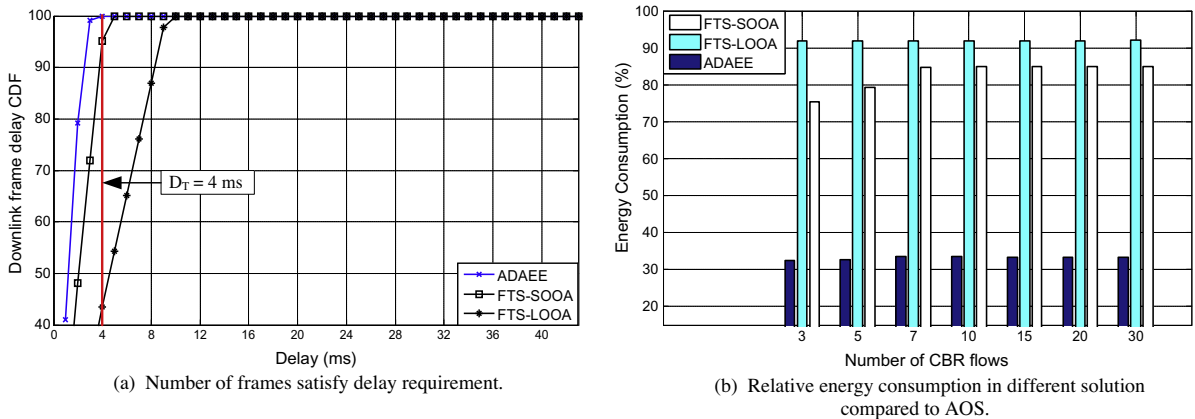 100
90
80
70
60
50
40
Downlink frame delay CDF
D_T = 4 ms
ADAEE
FTS-SOOA
FTS-LOOA
0 4 8 12 16 20 24 28 32 36 40
Delay (ms)
(a) Number of frames satisfy delay requirement.
100
90
80
70
60
50
40
30
20
Energy Consumption (%)
FTS-SOOA
FTS-LOOA
ADAEE
3 5 7 10 15 20 30
Number of CBR flows
(b) Relative energy consumption in different solution
compared to AOS.